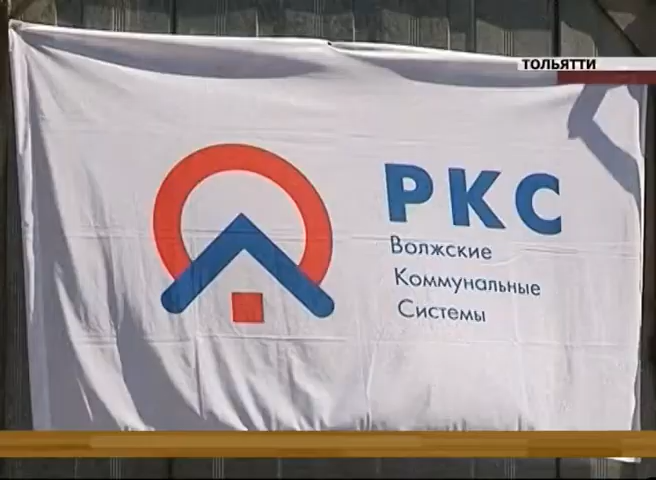 ТОЛЬЯТТИ
РКС
Волжские
Коммунальные
Системы